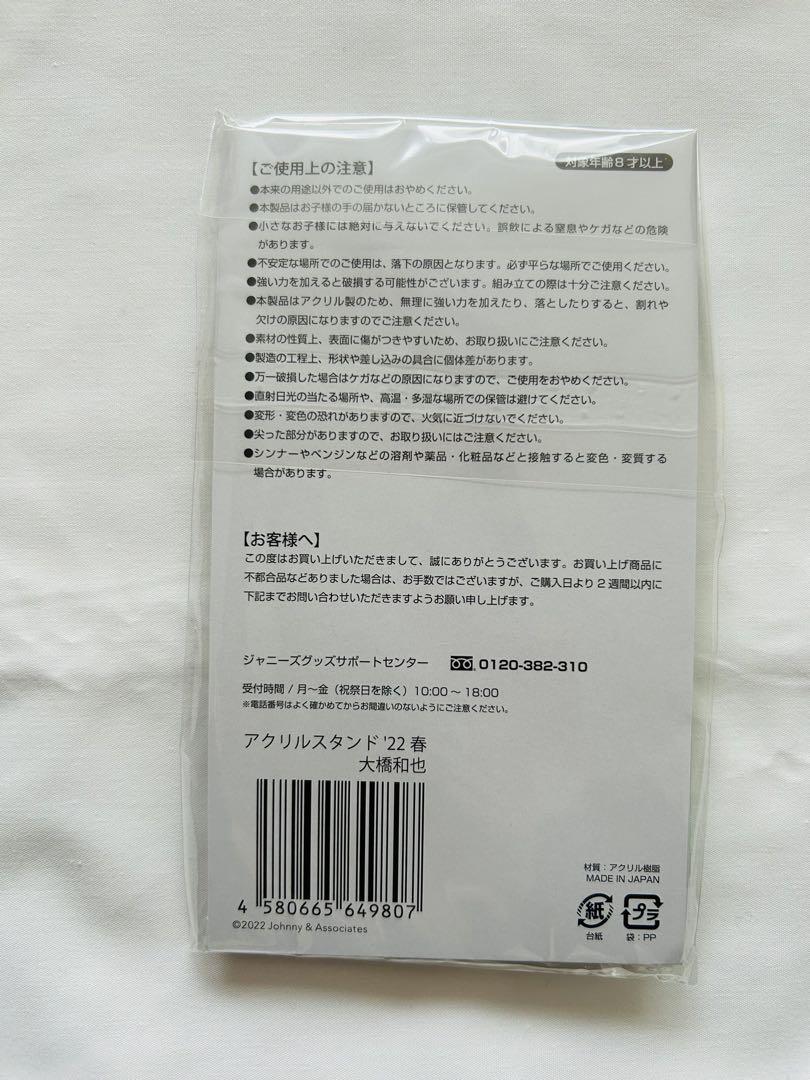 【ご使用上の注意】
対象年齢8才以上
●本来の用途以外でのご使用はおやめください。
●本製品はお子様の手の届かないところに保管してください。
●小さなお子様には絶対に与えないでください。誤飲による窒息やケガなどの危険
があります。
●不安定な場所でのご使用は、落下の原因となります。必ず平らな場所でご使用ください。
●強い力を加えると破損する可能性がございます。組み立ての際は十分ご注意ください。
●本製品はアクリル製のため、無理に強い力を加えたり、落としたりすると、割れや
欠けの原因になりますのでご注意ください。
●素材の性質上、表面に傷がつきやすいため、お取り扱いにご注意ください。
●製造の工程上、形状や差し込みの具合に個体差があります。
●万一破損した場合はケガなどの原因になりますので、ご使用をおやめください。
●直射日光の当たる場所や、高温・多湿な場所での保管は避けてください。
●変形・変色の恐れがありますので、火気に近づけないでください。
●尖った部分がありますので、お取り扱いにはご注意ください。
●シンナーやベンジンなどの溶剤や薬品・化粧品などと接触すると変色・変質する
場合があります。
【お客様へ】
この度はお買い上げいただきまして、誠にありがとうございます。お買い上げ商品に
不都合品などありました場合は、お手数ではございますが、ご購入日より2週間以内に
下記までお問い合わせいただきますようお願い申し上げます。
ジャニーズグッズサポートセンター 0120-382-310
受付時間 / 月〜金（祝祭日を除く）10:00 〜 18:00
※電話番号はよく確かめてからお間違いのないようにご注意ください。
アクリルスタンド '22 春
大橋和也
4 580665 649807
©2022 Johnny & Associates
材質：アクリル樹脂
MADE IN JAPAN
紙 プラ
台紙 袋：PP